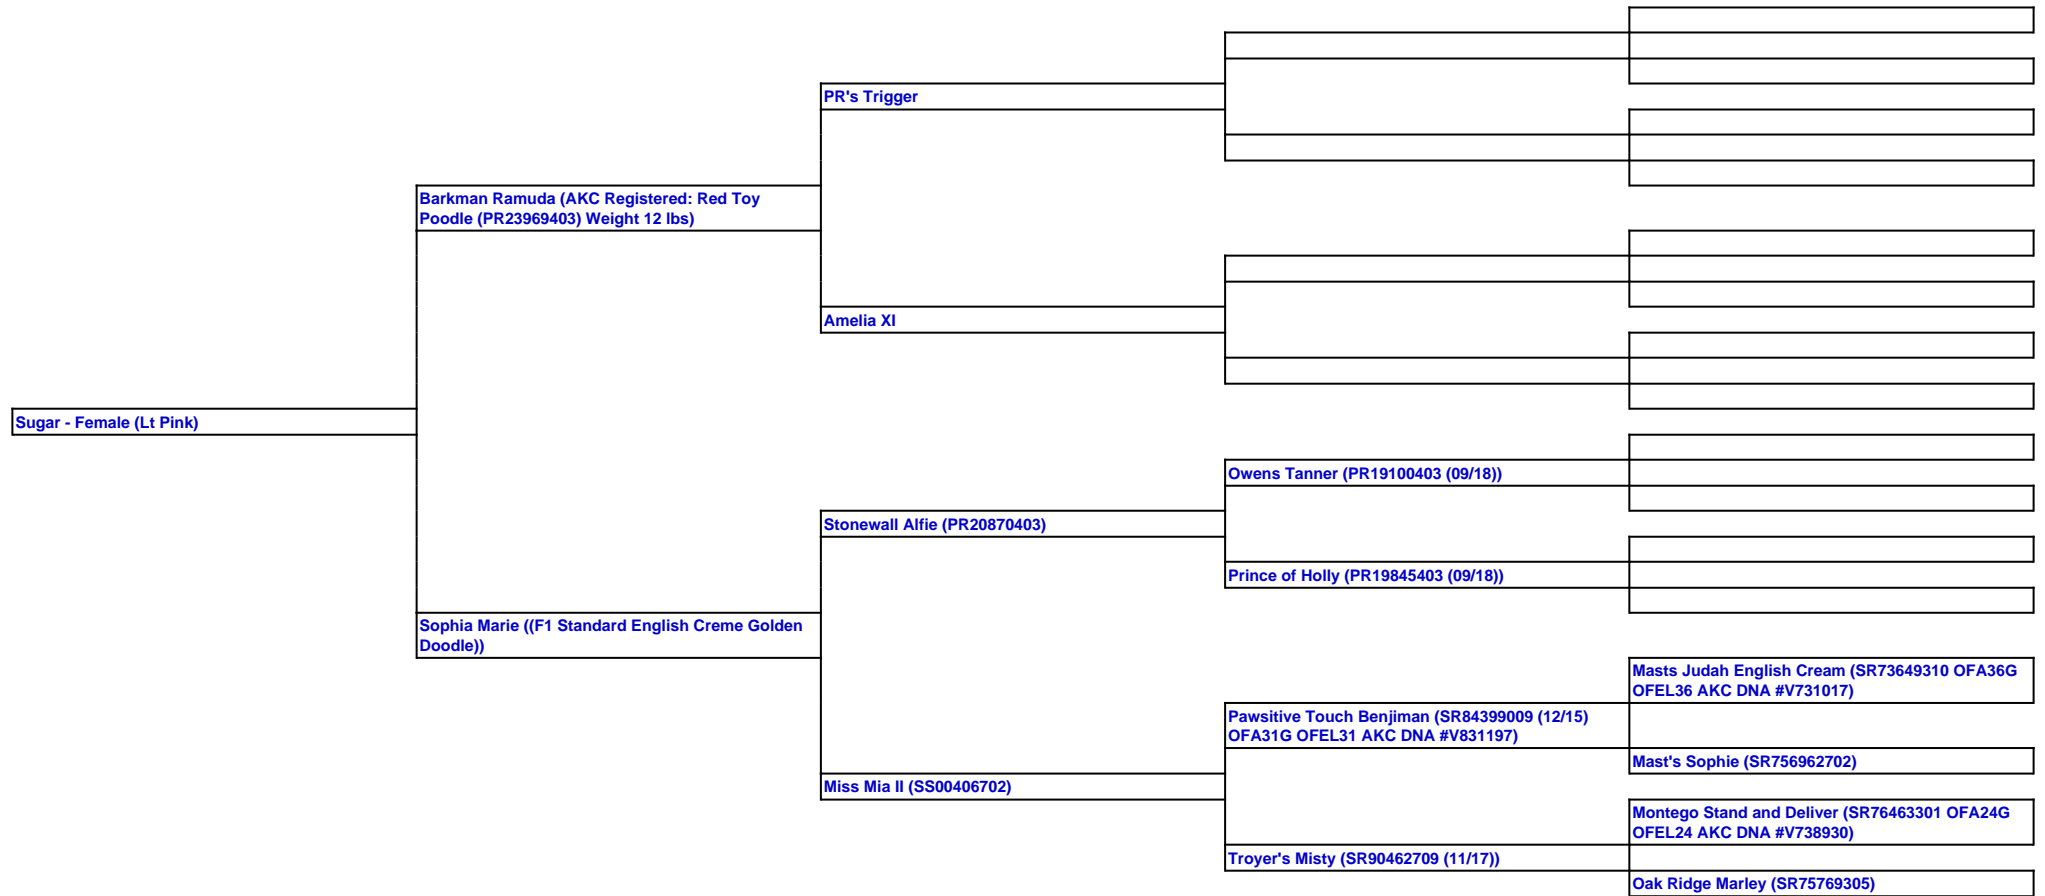 PR's Trigger
Barkman Ramuda (AKC Registered: Red Toy
Poodle (PR23969403) Weight 12 lbs)
Amelia XI
Sugar - Female (Lt Pink)
Owens Tanner (PR19100403 (09/18))
Stonewall Alfie (PR20870403)
Prince of Holly (PR19845403 (09/18))
Sophia Marie ((F1 Standard English Creme Golden
Doodle))
Masts Judah English Cream (SR73649310 OFA36G
OFEL36 AKC DNA #V731017)
Pawsitive Touch Benjiman (SR84399009 (12/15)
OFA31G OFEL31 AKC DNA #V831197)
Mast's Sophie (SR756962702)
Miss Mia II (SS00406702)
Montego Stand and Deliver (SR76463301 OFA24G
OFEL24 AKC DNA #V738930)
Troyer's Misty (SR90462709 (11/17))
Oak Ridge Marley (SR75769305)